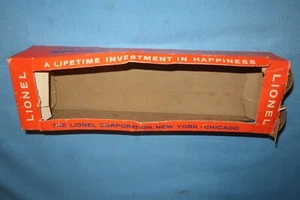 A LIFETIME INVESTMENT IN HAPPINESS
LIONEL
LIONEL
THE LIONEL CORPORATION, NEW YORK - CHICAGO